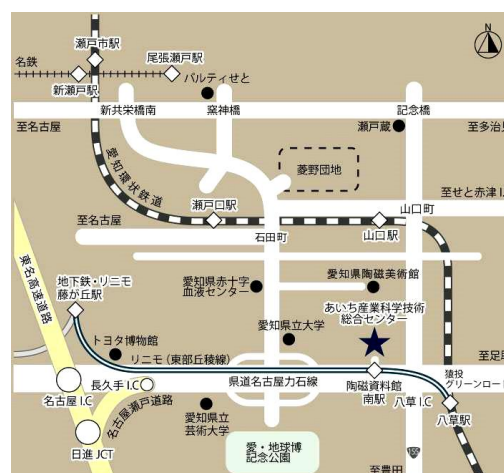 N
瀬戸市駅
名鉄
尾張瀬戸駅
新瀬戸駅
パルティせと
新共栄橋南
窯神橋
記念橋
至名古屋
瀬戸蔵
至多治見
愛知環状鉄道
菱野団地
至せと赤津I.
瀬戸口駅
山口町
至名古屋
石田町
山口駅
東名高速道路
地下鉄・リニモ
藤が丘駅
愛知県赤十字
血液センター
愛知県陶磁美術館
あいち産業科学技術
総合センター
愛知県立大学
トヨタ博物館
リニモ（東部丘陵線）
至足助
猿投
グリーンロード
名古屋I.C
長久手I.C
県道名古屋力石線
陶磁資料館
南駅
八草I.C
八草駅
名古屋瀬戸道路
愛知県立
芸術大学
日進JCT
愛・地球博
記念公園
155
至豊田